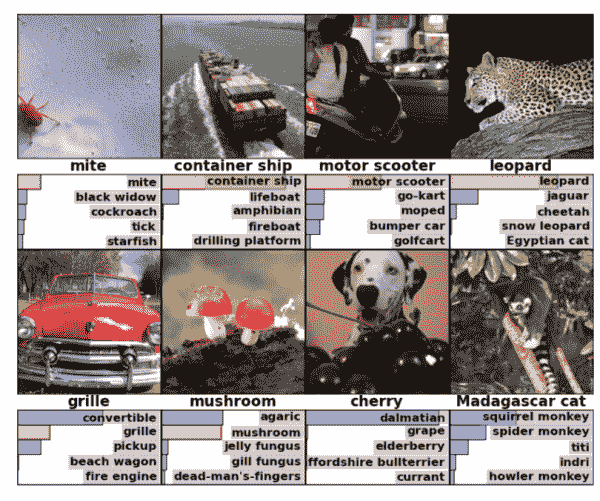 mite
container ship
motor scooter
leopard
mite
black widow
cockroach
tick
starfish
container ship
lifeboat
amphibian
fireboat
drilling platform
motor scooter
go-kart
moped
bumper car
golfcart
leopard
jaguar
cheetah
snow leopard
Egyptian cat
grille
mushroom
cherry
Madagascar cat
convertible
grille
pickup
beach wagon
fire engine
agaric
mushroom
jelly fungus
gill fungus
dead-man's-fingers
dalmatian
grape
elderberry
ffordshire bullterrier
currant
squirrel monkey
spider monkey
titi
indri
howler monkey